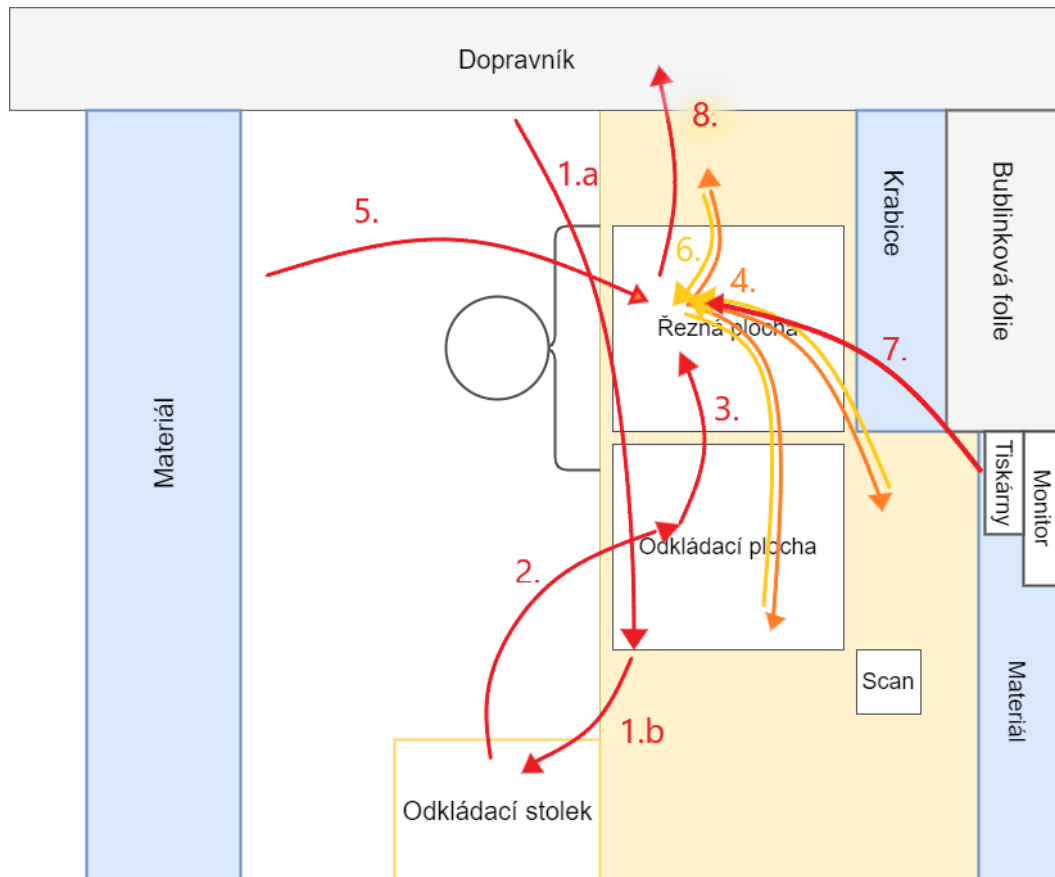 Dopravník
8.
1.a
5.
Krabice
Bublinková folie
6.
4.
Řezná plocha
7.
Materiál
3.
Tiskárny
Monitor
2.
Odkládací plocha
Scan
Materiál
1.b
Odkládací stolek